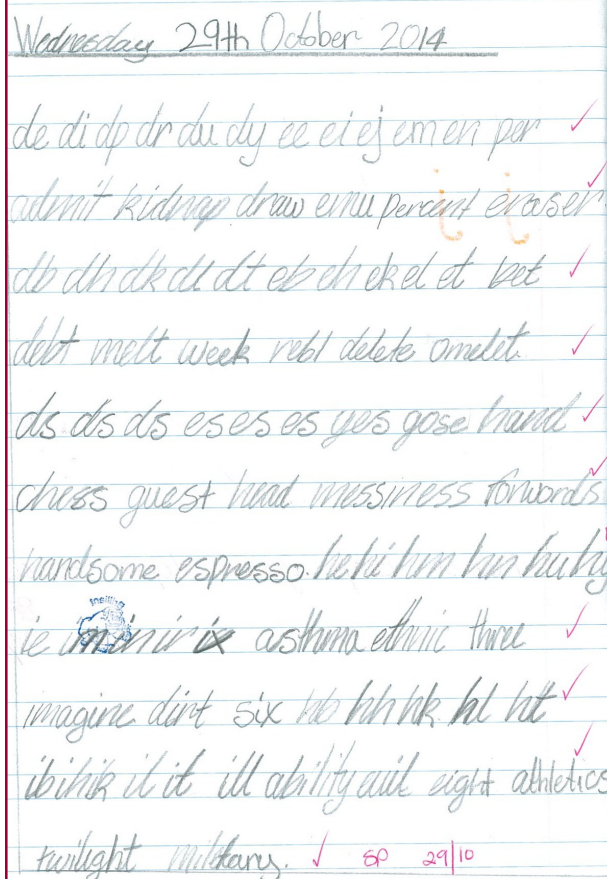 Wednesday 29th October 2014
de di dp dr du dy ee ei ej em en per
admit kidnap draw emu percent eraser
db dh dk dl dt eb eh ek el et bet
debt melt week rebl delete omelet.
ds ds ds es es es yes gose hand
chess guest head messiness forwards
handsome espresso. he hi hm hn hu hy
ie im in ir ix asthma ethnic three
imagine dirt six hb hh hk hl ht
ib ih ik il it ill ability evil eight athletics
twilight military. SP 29/10